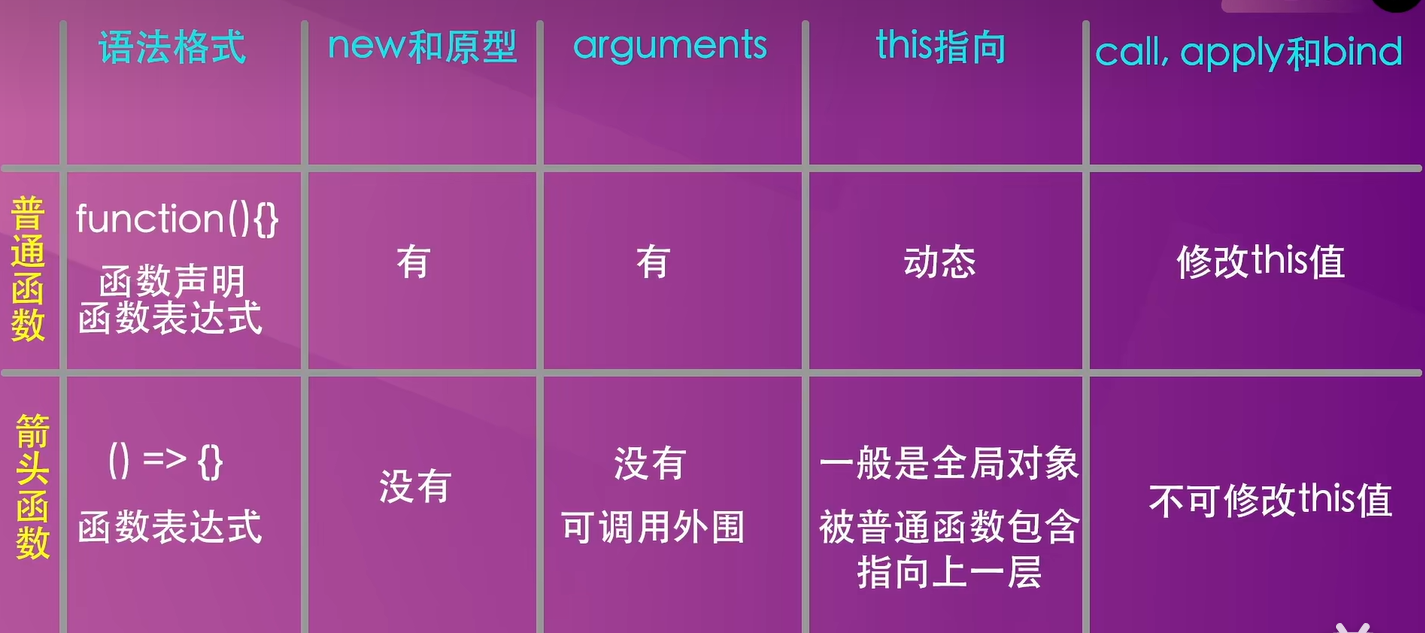 语法格式
new和原型
arguments
this指向
call, apply和bind
普通函数
function(){}
函数声明
函数表达式
有
有
动态
修改this值
箭头函数
() => {}
函数表达式
没有
没有
可调用外围
一般是全局对象
被普通函数包含
指向上一层
不可修改this值